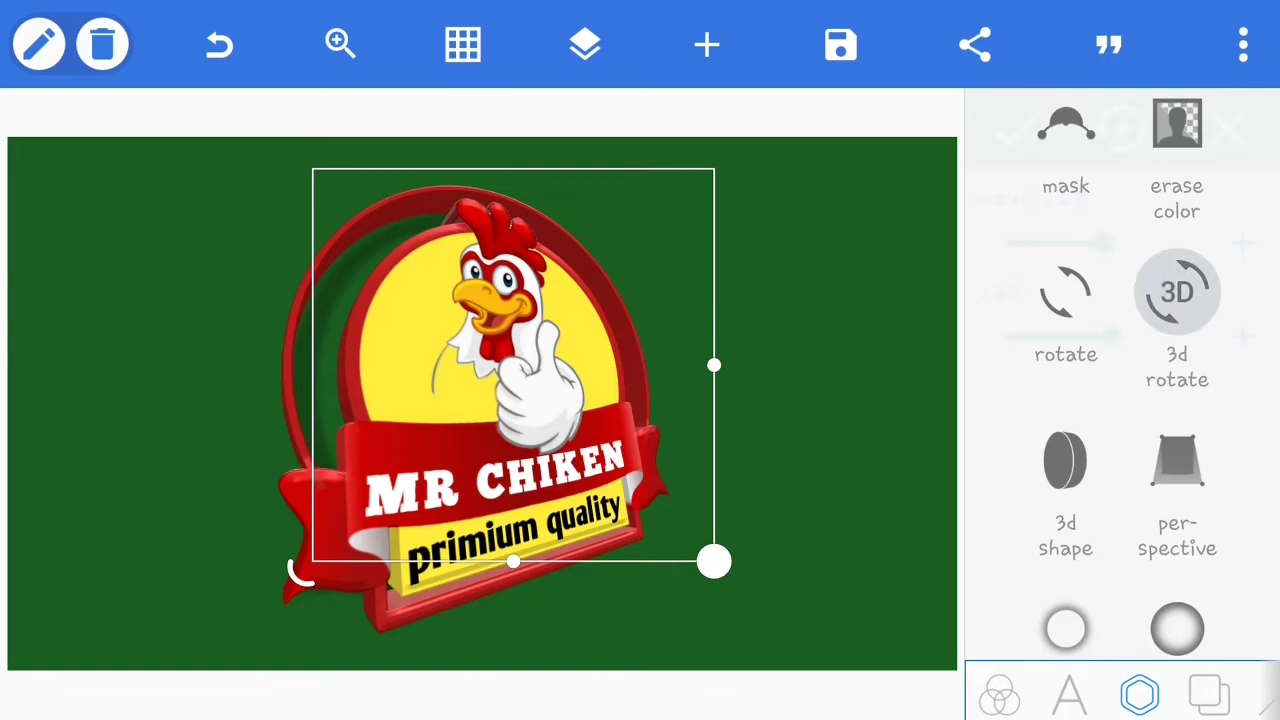 mask
erase
color
rotate
3D
3d
rotate
3d
shape
per-
spective
MR CHIKEN
primium quality
A